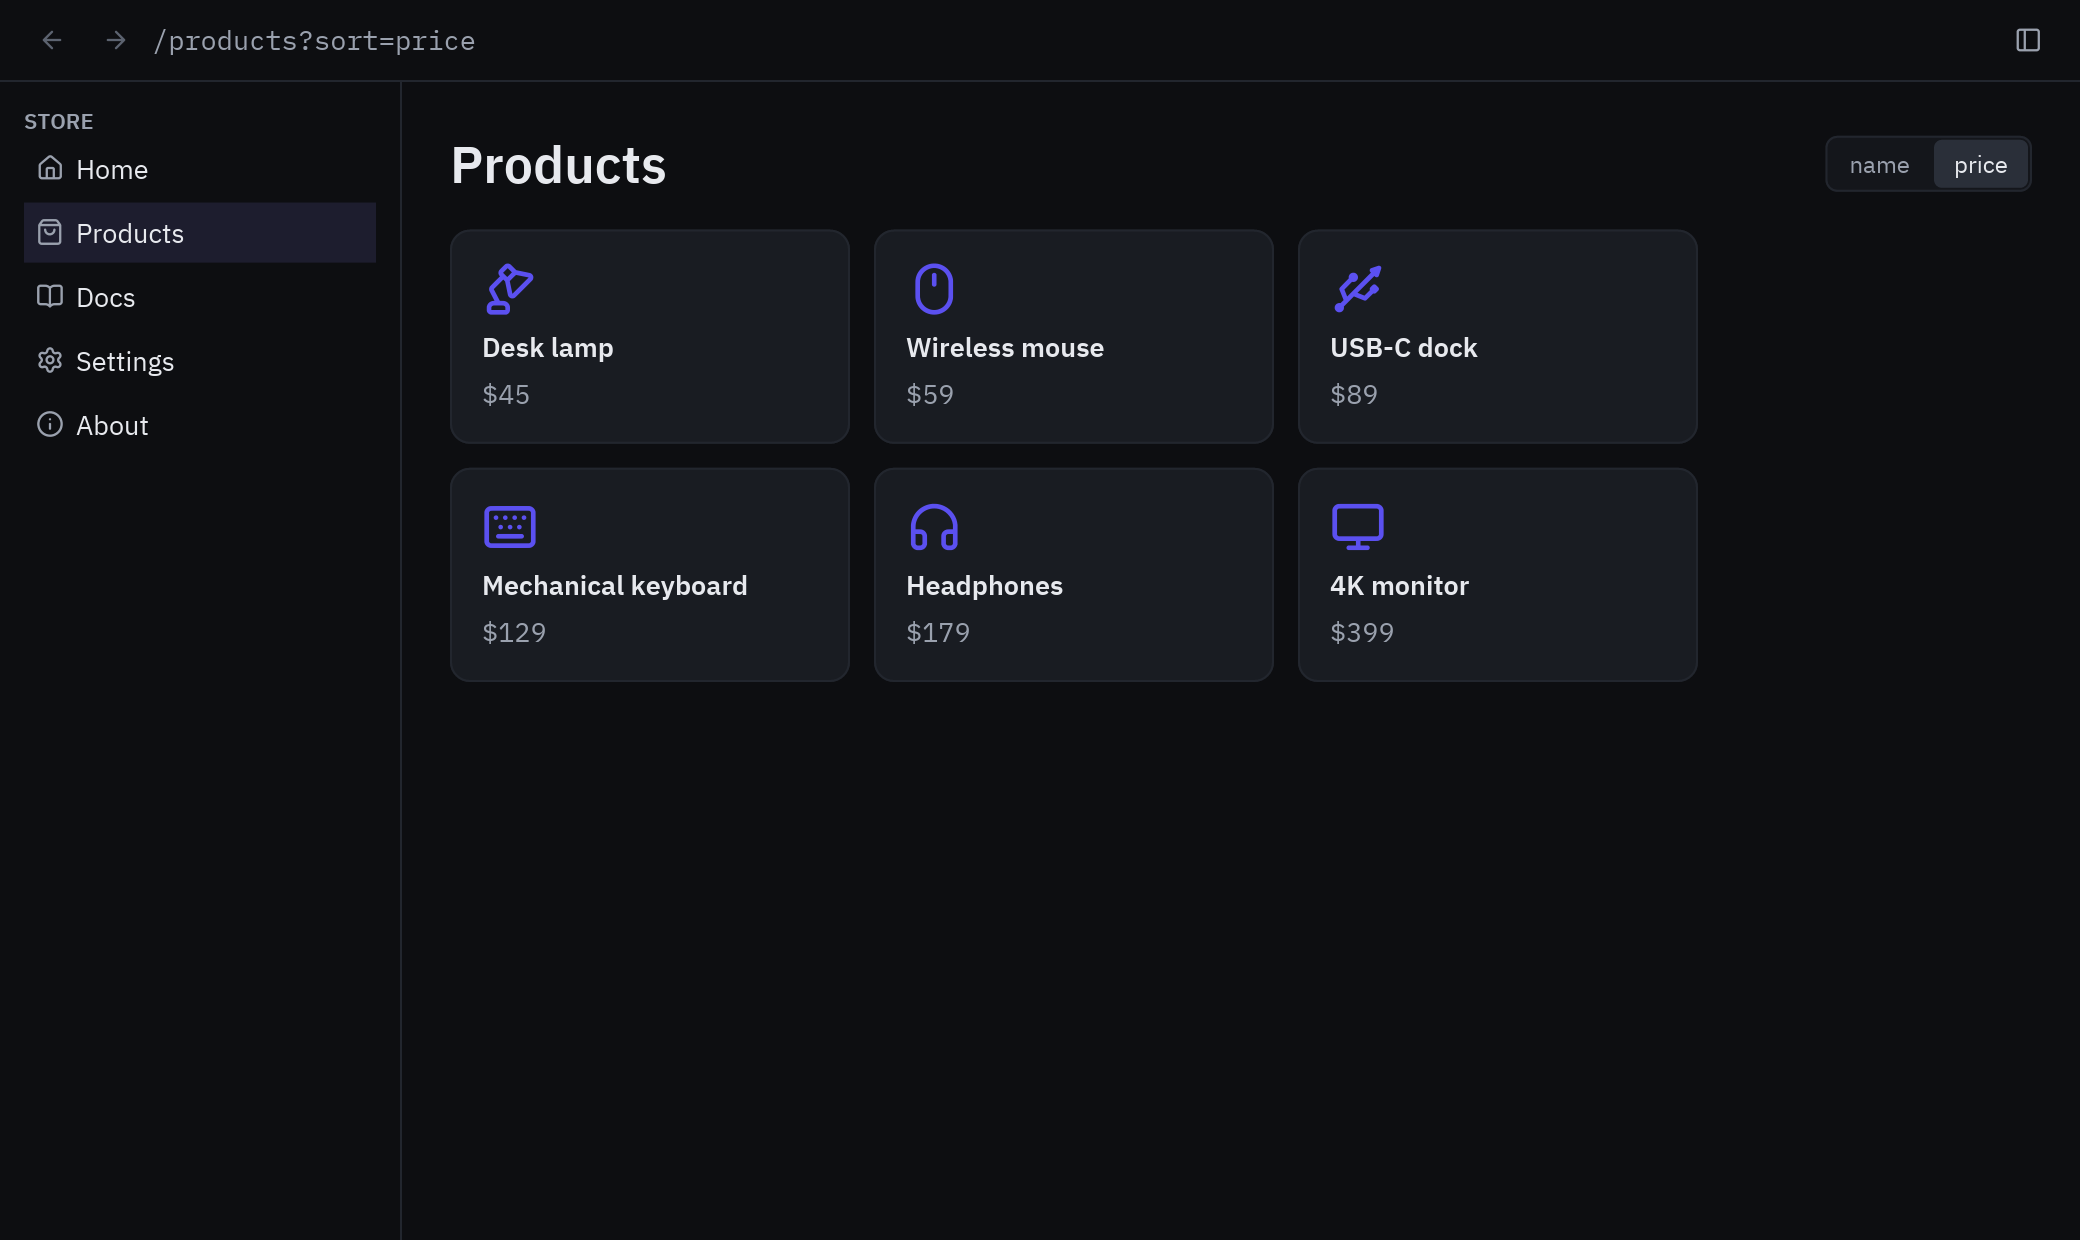 /products?sort=price
STORE
Home
Products
Docs
Settings
About
Products
name price
Desk lamp
$45
Wireless mouse
$59
USB-C dock
$89
Mechanical keyboard
$129
Headphones
$179
4K monitor
$399